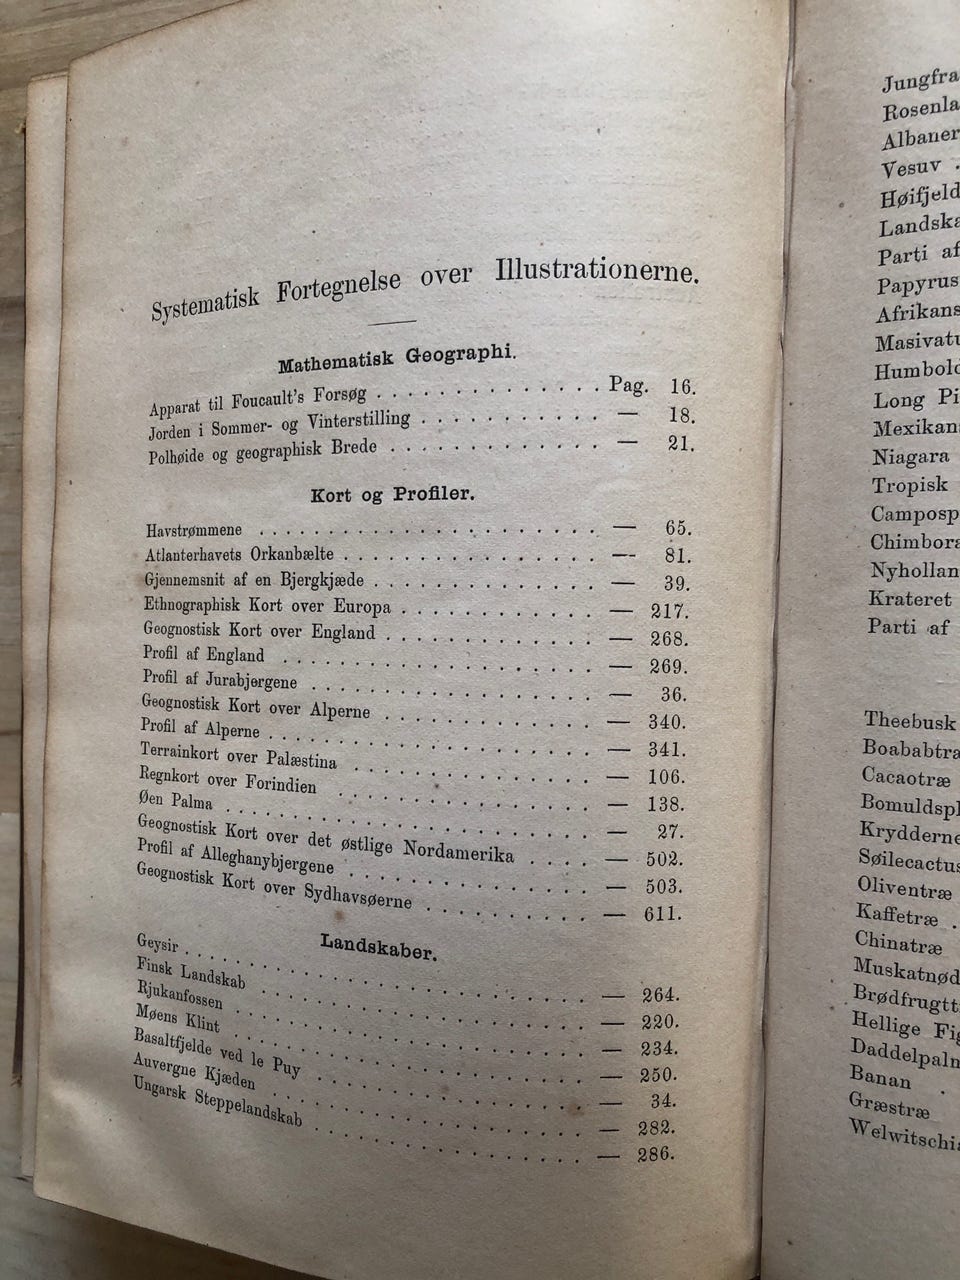 Systematisk Fortegnelse over Illustrationerne.
Mathematisk Geographi.
Apparat til Foucault's Forsøg . . . . . . . . . . . . . Pag. 16.
Jorden i Sommer- og Vinterstilling . . . . . . . . . . — 18.
Polhøide og geographisk Brede . . . . . . . . . . . — 21.
Kort og Profiler.
Havstrømmene . . . . . . . . . . . . . . . . . . — 65.
Atlanterhavets Orkanbælte . . . . . . . . . . . . . — 81.
Gjennemsnit af en Bjergkjæde . . . . . . . . . . . . — 39.
Ethnographisk Kort over Europa . . . . . . . . . . . — 217.
Geognostisk Kort over England . . . . . . . . . . . — 268.
Profil af England . . . . . . . . . . . . . . . . — 269.
Profil af Jurabjergene . . . . . . . . . . . . . . — 36.
Geognostisk Kort over Alperne . . . . . . . . . . . — 340.
Profil af Alperne . . . . . . . . . . . . . . . . — 341.
Terrainkort over Palæstina . . . . . . . . . . . . — 106.
Regnkort over Forindien . . . . . . . . . . . . . — 138.
Øen Palma . . . . . . . . . . . . . . . . . . . — 27.
Geognostisk Kort over det østlige Nordamerika . . . . — 502.
Profil af Alleghanybjergene . . . . . . . . . . . . — 503.
Geognostisk Kort over Sydhavsøerne . . . . . . . . . — 611.
Landskaber.
Geysir . . . . . . . . . . . . . . . . . . . . — 264.
Finsk Landskab . . . . . . . . . . . . . . . . . — 220.
Rjukanfossen . . . . . . . . . . . . . . . . . . — 234.
Møens Klint . . . . . . . . . . . . . . . . . . — 250.
Basaltfjelde ved le Puy . . . . . . . . . . . . . — 34.
Auvergne Kjæden . . . . . . . . . . . . . . . . — 282.
Ungarsk Steppelandskab . . . . . . . . . . . . . — 286.
Jungfra
Rosenla
Albaner
Vesuv .
Høifjeld
Landska
Parti af
Papyrus
Afrikans
Masivatu
Humbold
Long Pi
Mexikan
Niagara
Tropisk
Camposp
Chimbora
Nyhollan
Krateret
Parti af
Theebusk
Boababtra
Cacaotræ
Bomuldspl
Krydderne
Søilecactus
Oliventræ
Kaffetræ .
Chinatræ
Muskatnød
Brødfrugtt
Hellige Fig
Daddelpaln
Banan .
Græstræ
Welwitschia